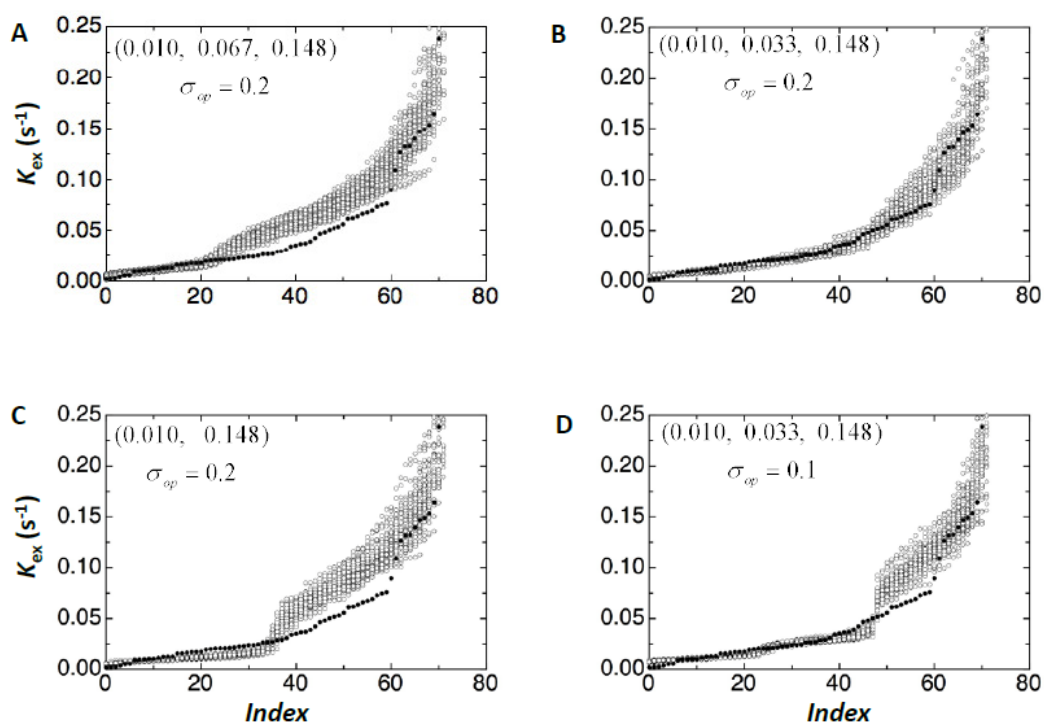 A
(0.010, 0.067, 0.148)
σop = 0.2
0.25
0.20
0.15
0.10
0.05
0.00
Kex (s-1)
0 20 40 60 80
B
(0.010, 0.033, 0.148)
σop = 0.2
0.25
0.20
0.15
0.10
0.05
0.00
0 20 40 60 80
C
(0.010, 0.148)
σop = 0.2
0.25
0.20
0.15
0.10
0.05
0.00
Kex (s-1)
0 20 40 60 80
Index
D
(0.010, 0.033, 0.148)
σop = 0.1
0.25
0.20
0.15
0.10
0.05
0.00
0 20 40 60 80
Index